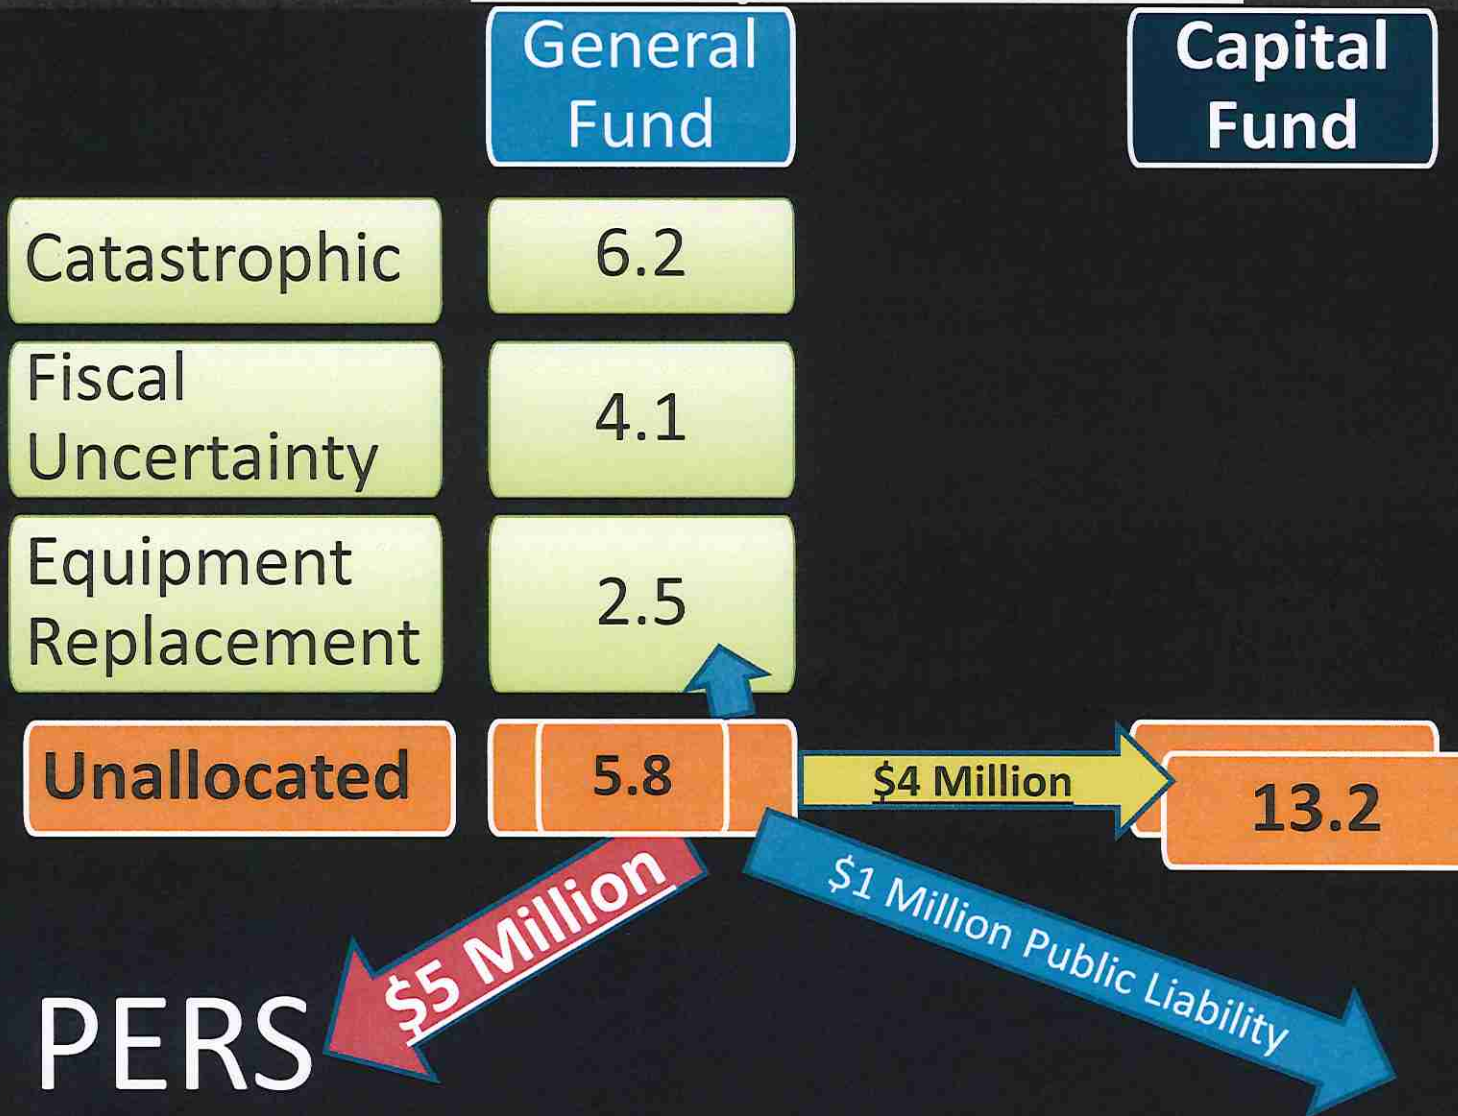 General
Fund
Capital
Fund
Catastrophic
6.2
Fiscal
Uncertainty
4.1
Equipment
Replacement
2.5
Unallocated
5.8
$4 Million
13.2
$5 Million
$1 Million Public Liability
PERS